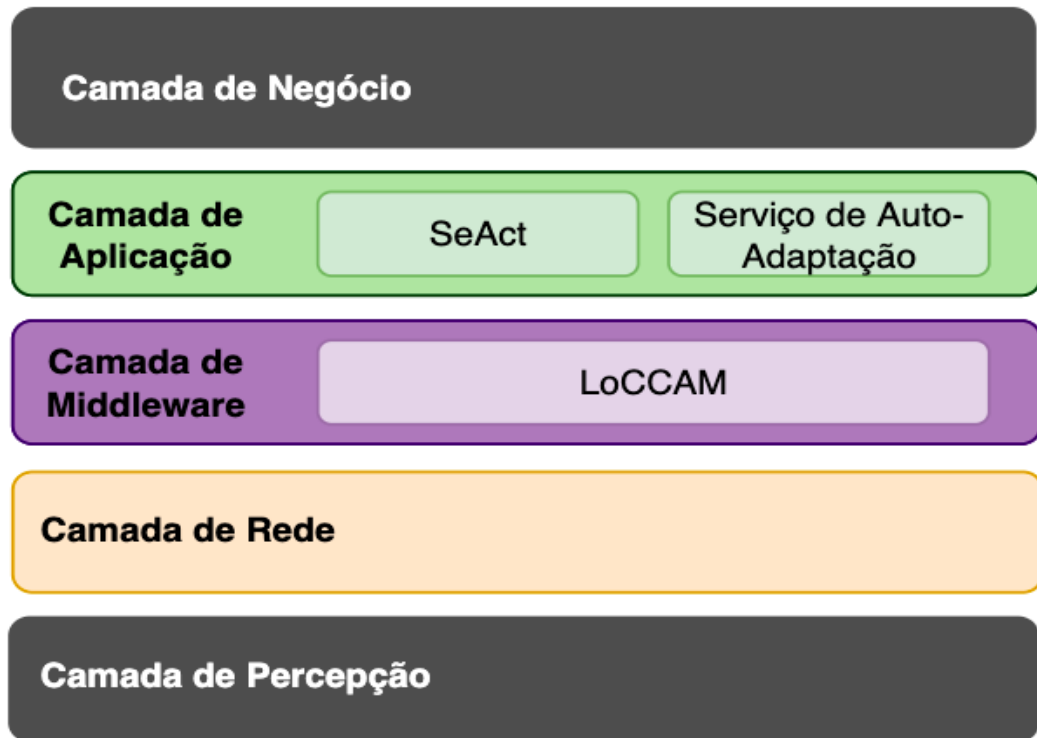 Camada de Negócio
Camada de
Aplicação
SeAct
Serviço de Auto-
Adaptação
Camada de
Middleware
LoCCAM
Camada de Rede
Camada de Percepção